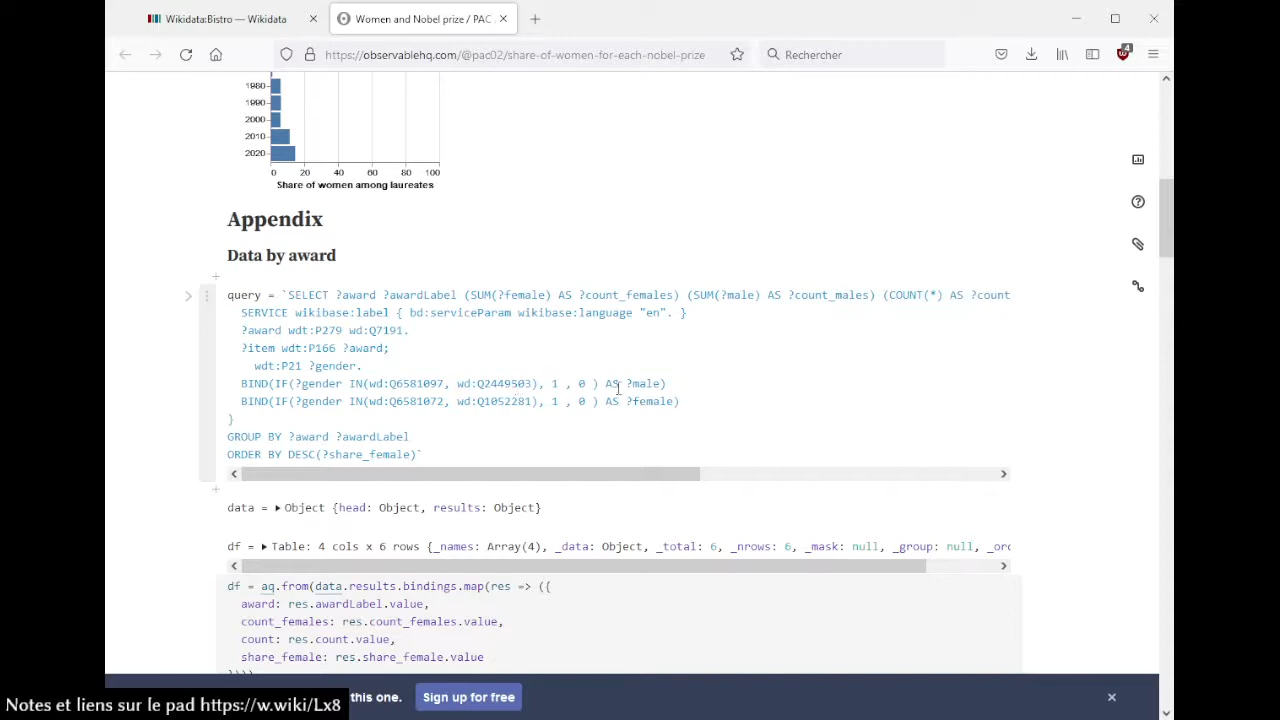 Wikidata:Bistro — Wikidata
Women and Nobel prize / PAC
https://observablehq.com/@pac02/share-of-women-for-each-nobel-prize
Rechercher
4
1980
1990
2000
2010
2020
0 20 40 60 80 100
Share of women among laureates
Appendix
Data by award
query = `SELECT ?award ?awardLabel (SUM(?female) AS ?count_females) (SUM(?male) AS ?count_males) (COUNT(*) AS ?count
SERVICE wikibase:label { bd:serviceParam wikibase:language "en". }
?award wdt:P279 wd:Q7191.
?item wdt:P166 ?award;
wdt:P21 ?gender.
BIND(IF(?gender IN(wd:Q6581097, wd:Q2449503), 1 , 0 ) AS ?male)
BIND(IF(?gender IN(wd:Q6581072, wd:Q1052281), 1 , 0 ) AS ?female)
}
GROUP BY ?award ?awardLabel
ORDER BY DESC(?share_female)`
data = ▸ Object {head: Object, results: Object}
df = ▸ Table: 4 cols x 6 rows {_names: Array(4), _data: Object, _total: 6, _nrows: 6, _mask: null, _group: null, _orc
df = aq.from(data.results.bindings.map(res => ({
award: res.awardLabel.value,
count_females: res.count_females.value,
count: res.count.value,
share_female: res.share_female.value
}))
this one.
Sign up for free
Notes et liens sur le pad https://w.wiki/Lx8